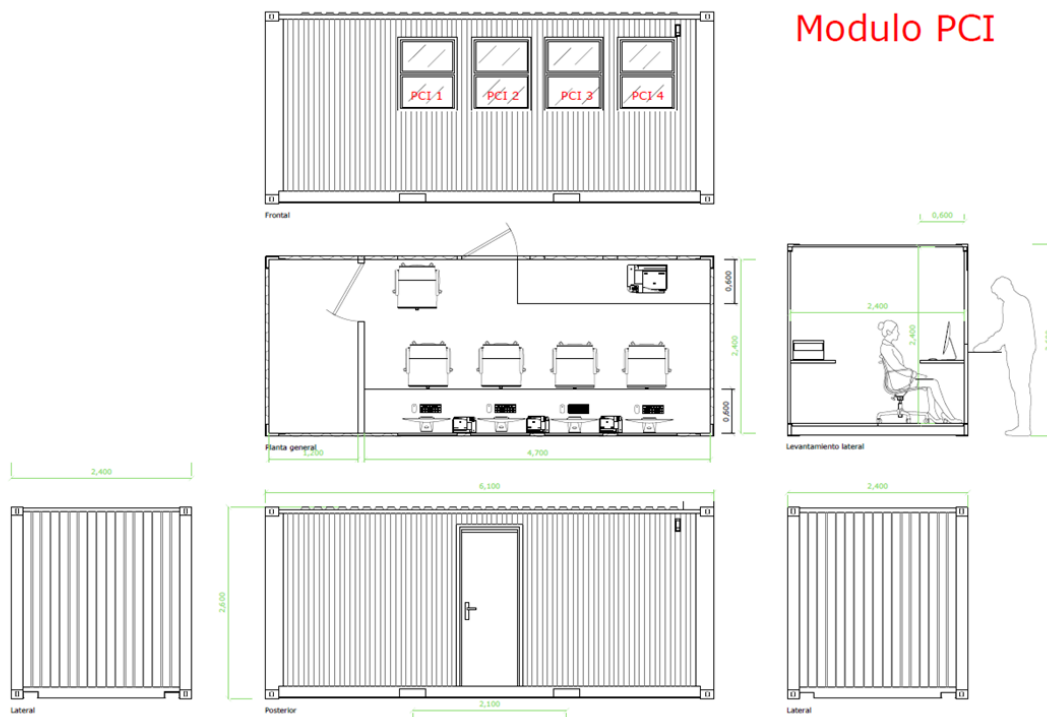 Modulo PCI
PCI 1
PCI 2
PCI 3
PCI 4
Frontal
0,600
0,600
2,400
0,600
2,400
2,400
Planta general
1,200
4,700
Levantamiento lateral
2,400
6,100
2,400
2,600
Lateral
Posterior
2,100
Lateral